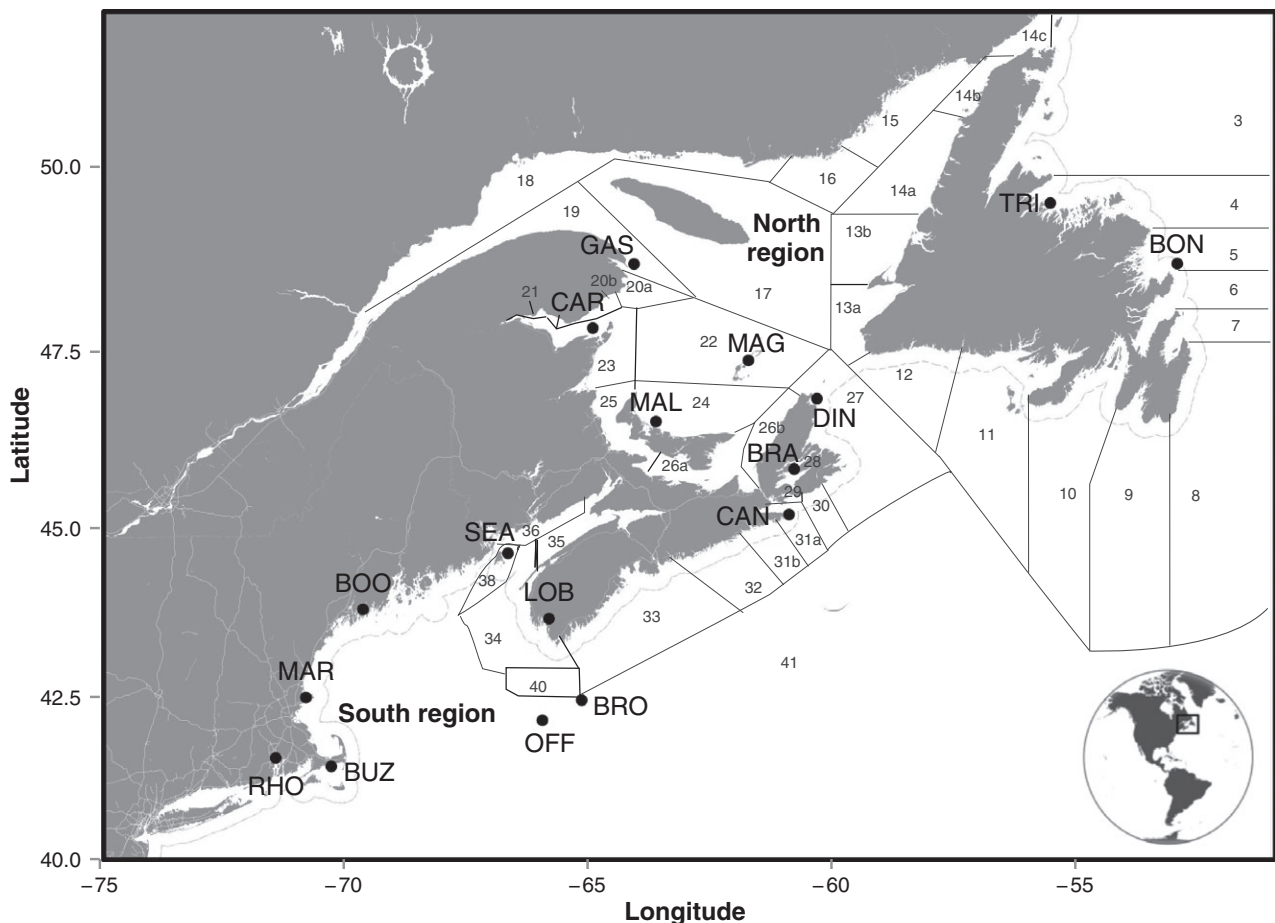 14c
14b
3
50.0
15
18
16
14a
TRI
4
19
North
region
13b
BON
GAS
5
20b
20a
17
6
21
CAR
13a
7
22
MAG
47.5
23
12
27
25
MAL
24
DIN
26b
11
BRA
28
26a
10
9
8
29
30
CAN
45.0
SEA
36
35
31a
31b
38
BOO
LOB
32
33
34
41
MAR
42.5
40
BRO
South region
OFF
RHO
BUZ
40.0
−75
−70
−65
−60
−55
Latitude
Longitude